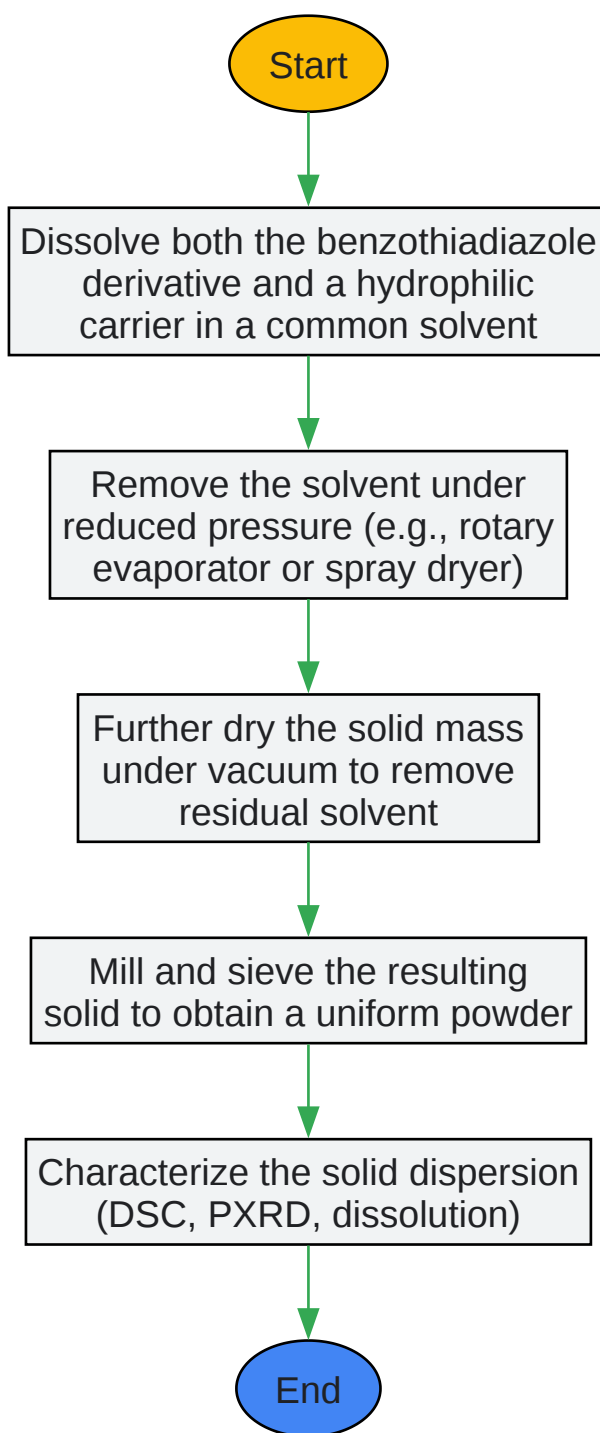 Start
Dissolve both the benzothiadiazole
derivative and a hydrophilic
carrier in a common solvent
Remove the solvent under
reduced pressure (e.g., rotary
evaporator or spray dryer)
Further dry the solid mass
under vacuum to remove
residual solvent
Mill and sieve the resulting
solid to obtain a uniform powder
Characterize the solid dispersion
(DSC, PXRD, dissolution)
End